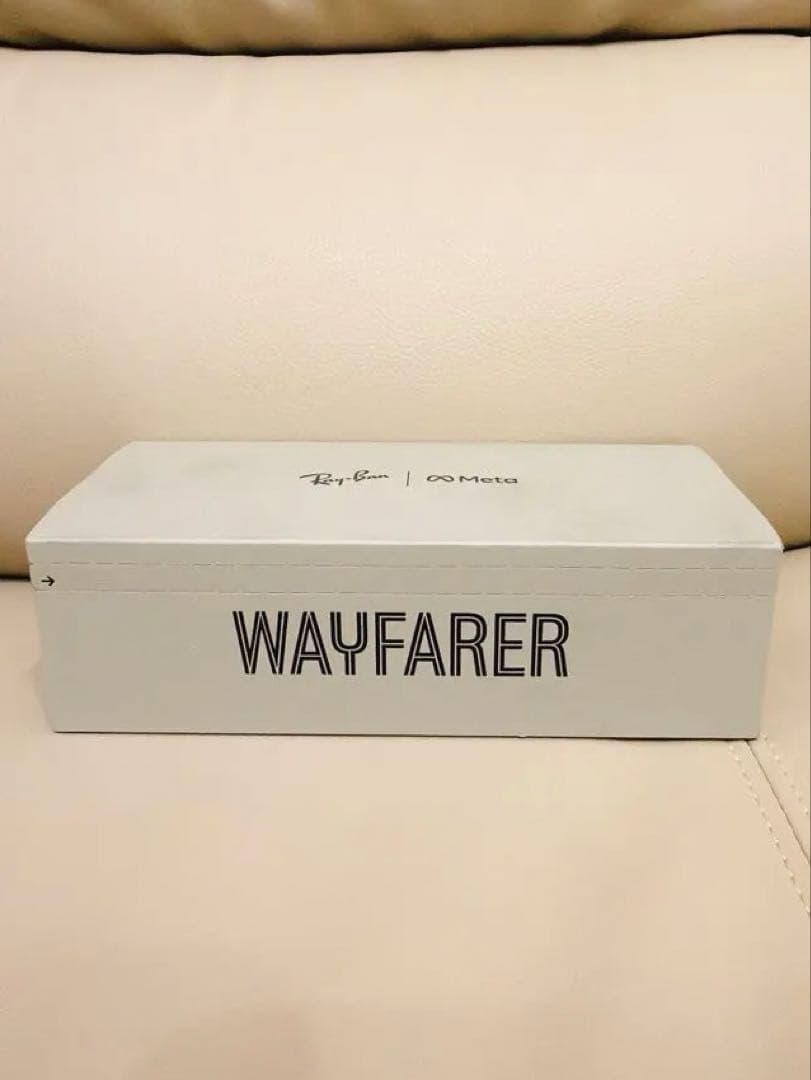 Ray-Ban | ∞ Meta
→
WAYFARER